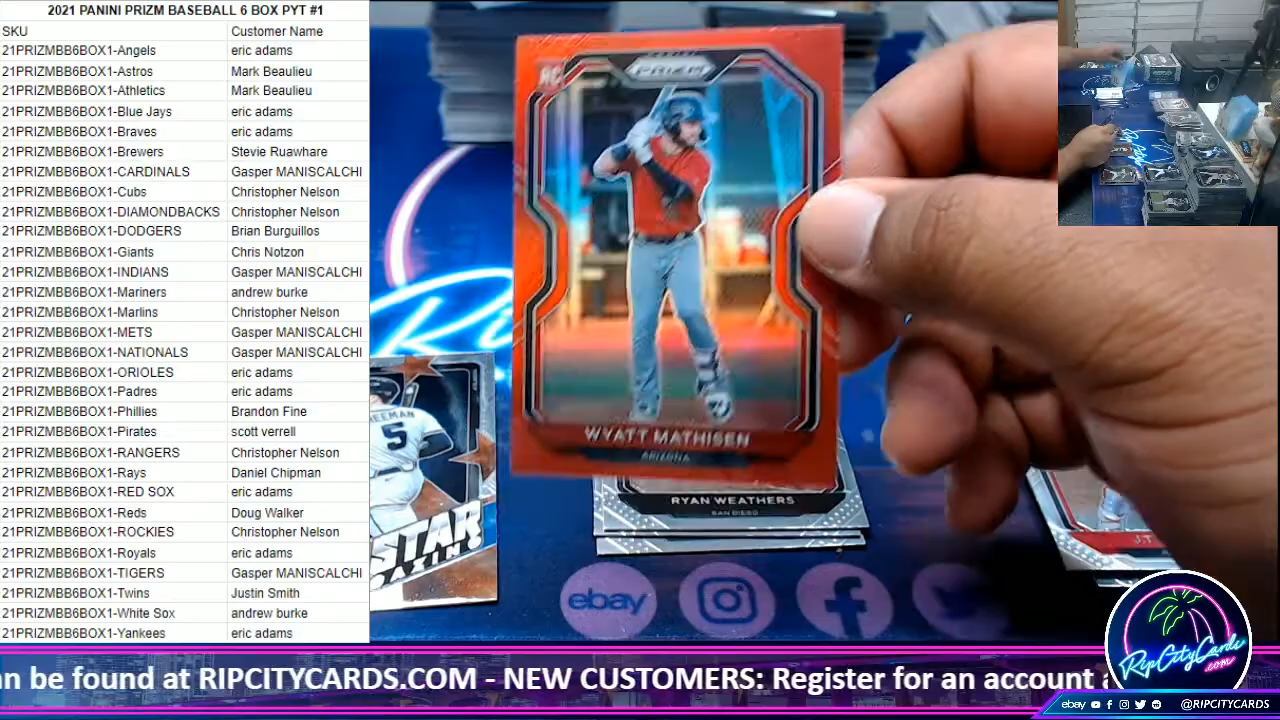 2021 PANINI PRIZM BASEBALL 6 BOX PYT #1
SKU Customer Name
21PRIZMBB6BOX1-Angels eric adams
21PRIZMBB6BOX1-Astros Mark Beaulieu
21PRIZMBB6BOX1-Athletics Mark Beaulieu
21PRIZMBB6BOX1-Blue Jays eric adams
21PRIZMBB6BOX1-Braves eric adams
21PRIZMBB6BOX1-Brewers Stevie Ruawhare
21PRIZMBB6BOX1-CARDINALS Gasper MANISCALCHI
21PRIZMBB6BOX1-Cubs Christopher Nelson
21PRIZMBB6BOX1-DIAMONDBACKS Christopher Nelson
21PRIZMBB6BOX1-DODGERS Brian Burguillos
21PRIZMBB6BOX1-Giants Chris Notzon
21PRIZMBB6BOX1-INDIANS Gasper MANISCALCHI
21PRIZMBB6BOX1-Mariners andrew burke
21PRIZMBB6BOX1-Marlins Christopher Nelson
21PRIZMBB6BOX1-METS Gasper MANISCALCHI
21PRIZMBB6BOX1-NATIONALS Gasper MANISCALCHI
21PRIZMBB6BOX1-ORIOLES eric adams
21PRIZMBB6BOX1-Padres eric adams
21PRIZMBB6BOX1-Phillies Brandon Fine
21PRIZMBB6BOX1-Pirates scott verrell
21PRIZMBB6BOX1-RANGERS Christopher Nelson
21PRIZMBB6BOX1-Rays Daniel Chipman
21PRIZMBB6BOX1-RED SOX eric adams
21PRIZMBB6BOX1-Reds Doug Walker
21PRIZMBB6BOX1-ROCKIES Christopher Nelson
21PRIZMBB6BOX1-Royals eric adams
21PRIZMBB6BOX1-TIGERS Gasper MANISCALCHI
21PRIZMBB6BOX1-Twins Justin Smith
21PRIZMBB6BOX1-White Sox andrew burke
21PRIZMBB6BOX1-Yankees eric adams
RC
PRIZM
WYATT MATHISEN
ARIZONA
RYAN WEATHERS
SAN DIEGO
5
STAR
J.T
ebay
RipCityCards
.com
n be found at RIPCITYCARDS.COM - NEW CUSTOMERS: Register for an account
ebay @RIPCITYCARDS